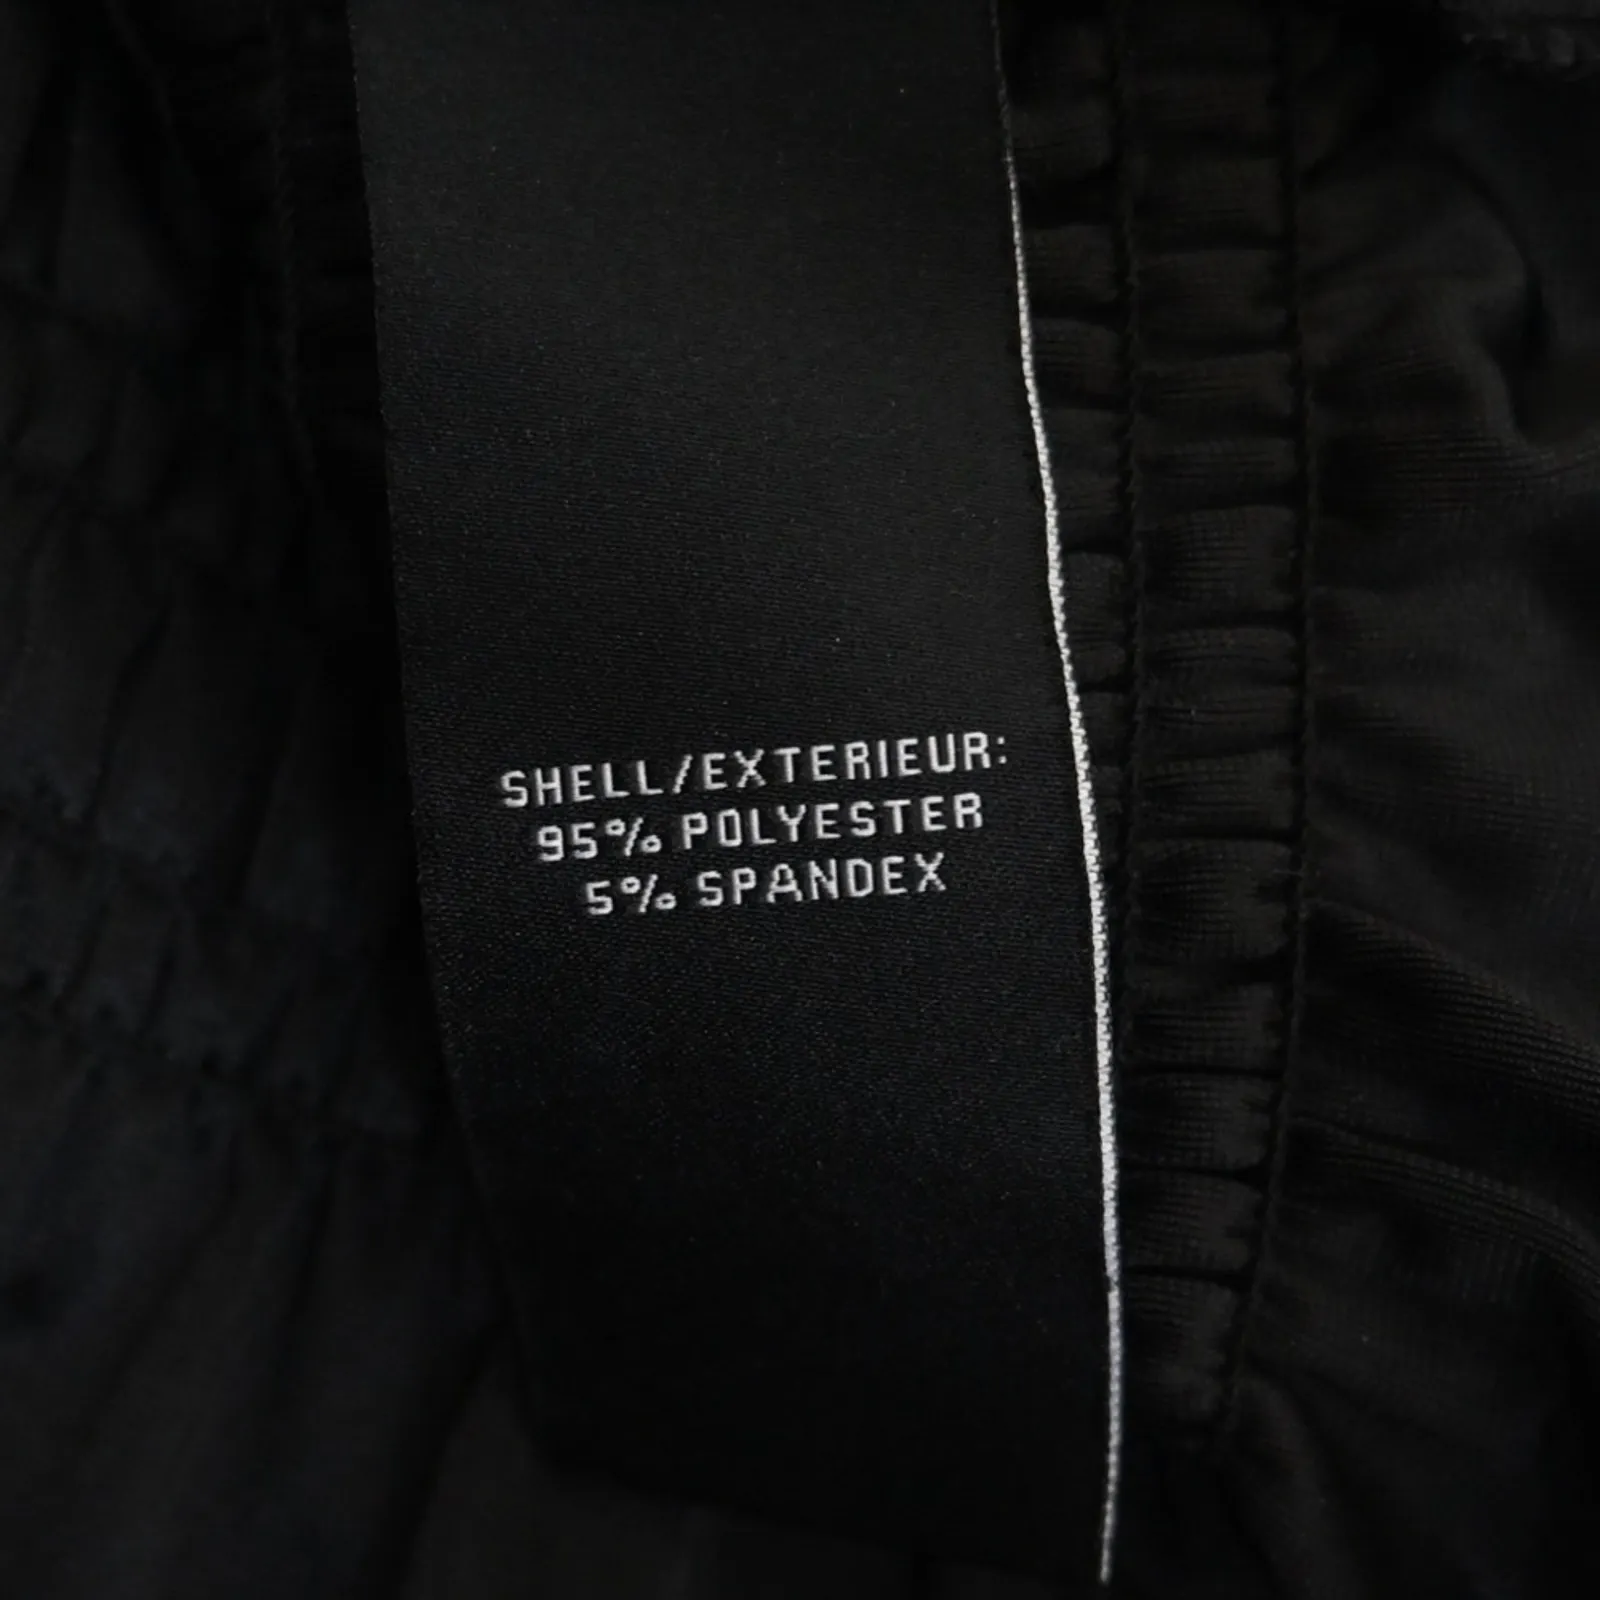 SHELL/EXTERIEUR:
95% POLYESTER
5% SPANDEX